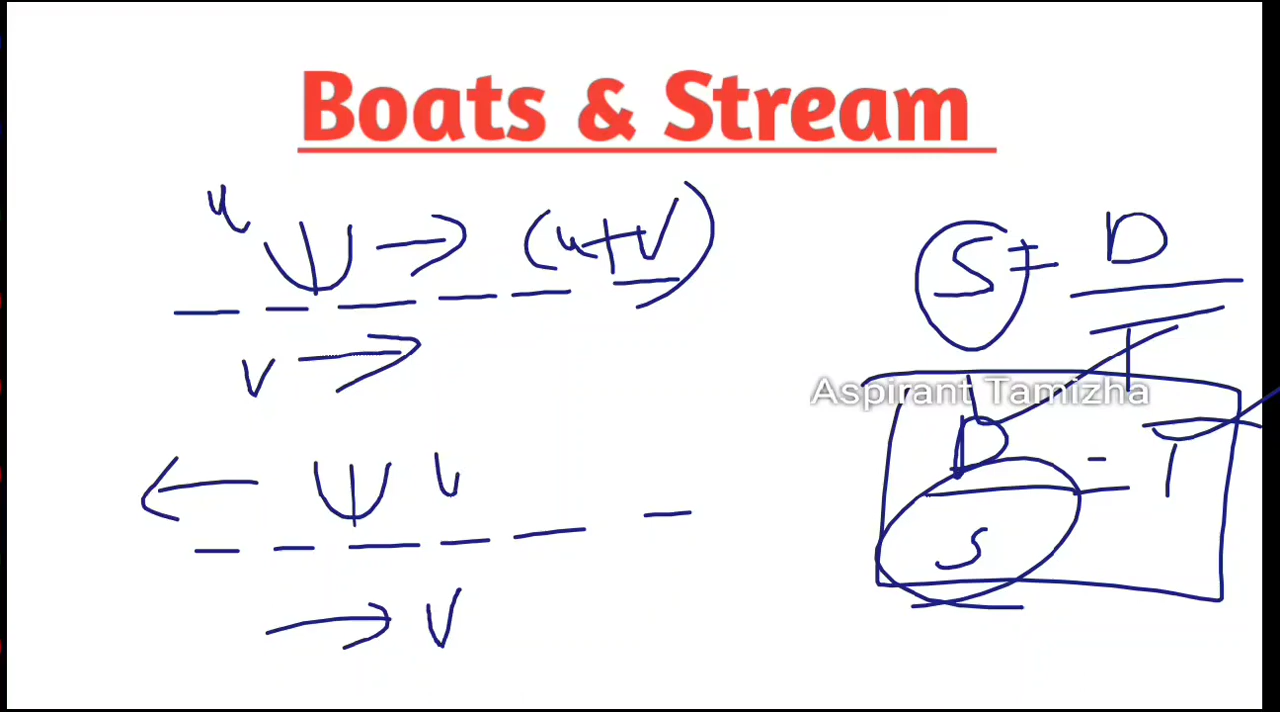 Boats & Stream
u → (u+v)
v →
S = D / T
Aspirant Tamizha
← u
D / S = T
→ v